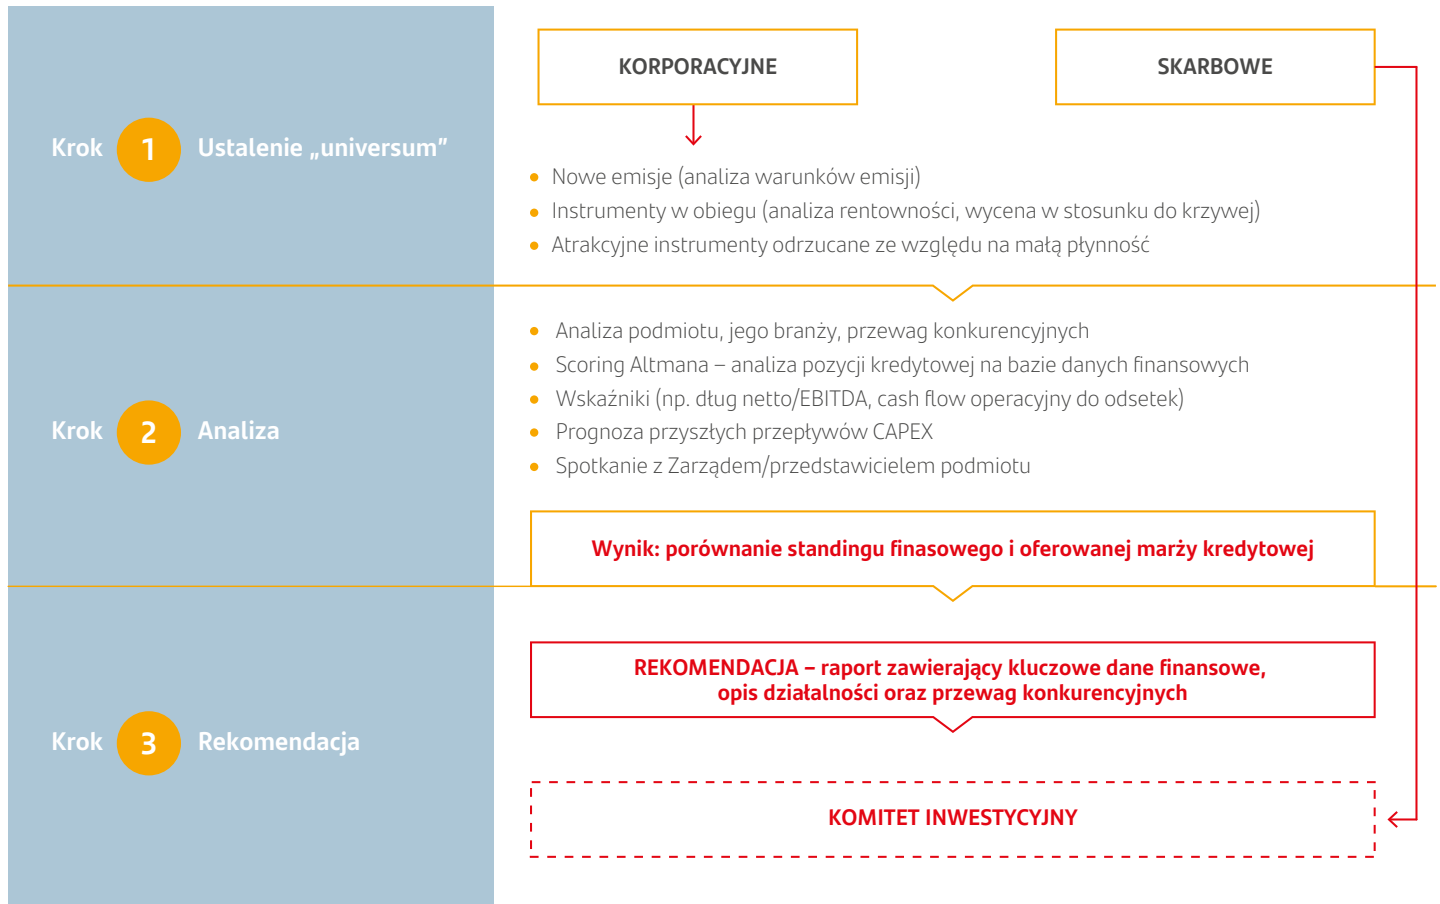 KORPORACYJNE
SKARBOWE
Krok 1 Ustalenie „universum”
Nowe emisje (analiza warunków emisji)
Instrumenty w obiegu (analiza rentowności, wycena w stosunku do krzywej)
Atrakcyjne instrumenty odrzucane ze względu na małą płynność
Krok 2 Analiza
Analiza podmiotu, jego branży, przewag konkurencyjnych
Scoring Altmana – analiza pozycji kredytowej na bazie danych finansowych
Wskaźniki (np. dług netto/EBITDA, cash flow operacyjny do odsetek)
Prognoza przyszłych przepływów CAPEX
Spotkanie z Zarządem/przedstawicielem podmiotu
Wynik: porównanie standingu finasowego i oferowanej marży kredytowej
Krok 3 Rekomendacja
REKOMENDACJA – raport zawierający kluczowe dane finansowe,
opis działalności oraz przewag konkurencyjnych
KOMITET INWESTYCYJNY